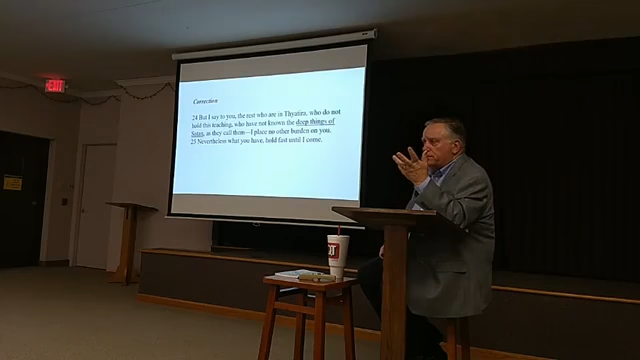 EXIT
Correction
24 But I say to you, the rest who are in Thyatira, who do not
hold this teaching, who have not known the deep things of
Satan, as they call them—I place no other burden on you.
25 Nevertheless what you have, hold fast until I come.
QT